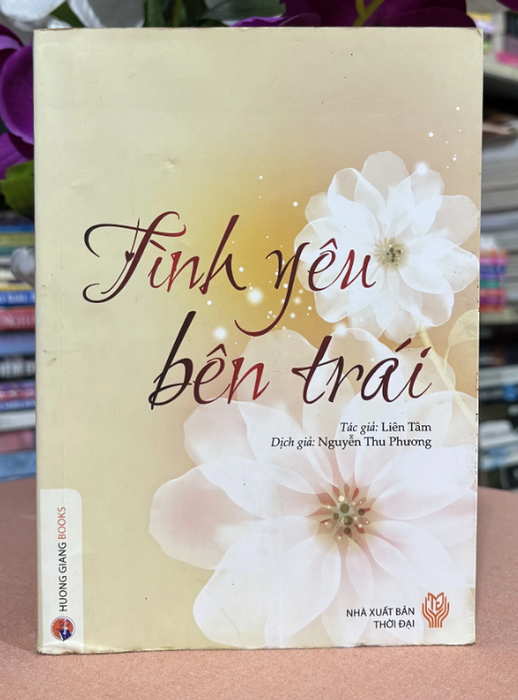 Tình yêu
bên trái
Tác giả: Liên Tâm
Dịch giả: Nguyễn Thu Phương
HUONG GIANG BOOKS
NHÀ XUẤT BẢN
THỜI ĐẠI